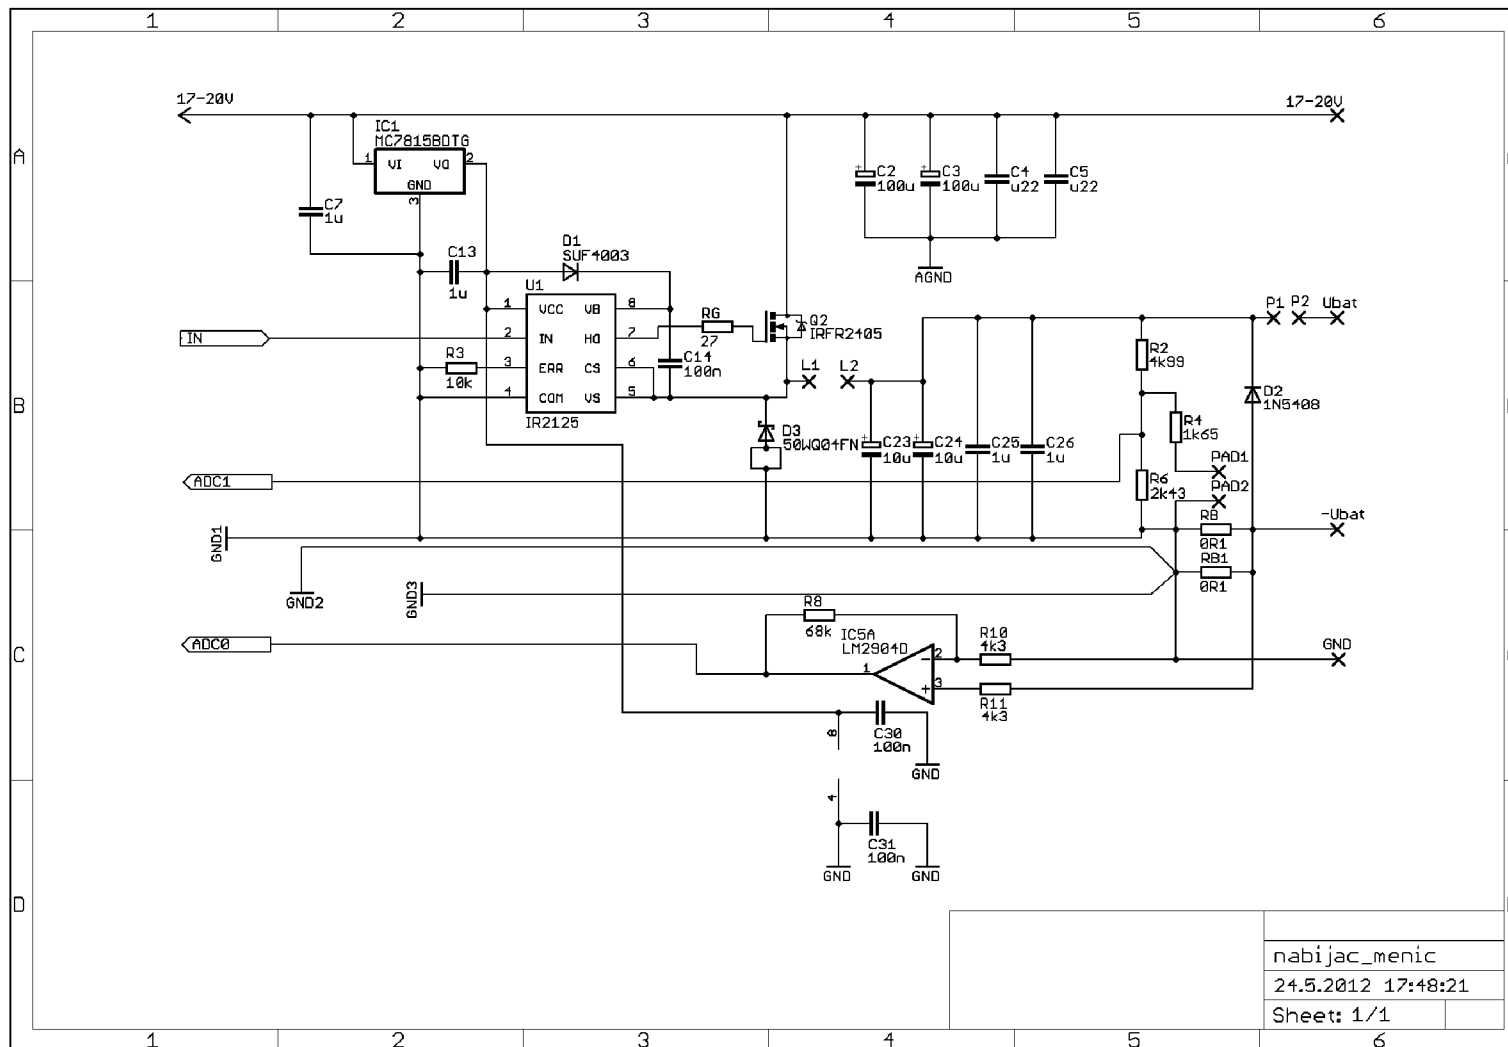 1 2 3 4 5 6
17-20V
17-20V
IC1
MC7815BDTG
1 VI VO 2
GND
3
A
C7
1u
C2
100u
C3
100u
C4
u22
C5
u22
AGND
C13
1u
D1
SUF4003
U1
1 VCC VB 8
2 IN HO 7
3 ERR CS 6
4 COM VS 5
IR2125
IN
R3
10k
RG
27
Q2
IRFR2405
C14
100n
L1
L2
P1 P2 Ubat
R2
4k99
D2
1N5408
B
R4
1k65
D3
50WQ04FN
C23
10u
C24
10u
C25
1u
C26
1u
PAD1
ADC1
R6
2k43
PAD2
-Ubat
GND1
RB
0R1
RB1
0R1
GND2
GND3
R8
68k
IC5A
LM2904D
ADC0
C
R10
4k3
GND
1
-
2
+
3
R11
4k3
8
C30
100n
GND
4
C31
100n
GND
GND
D
nabijac_menic
24.5.2012 17:48:21
Sheet: 1/1
1 2 3 4 5 6